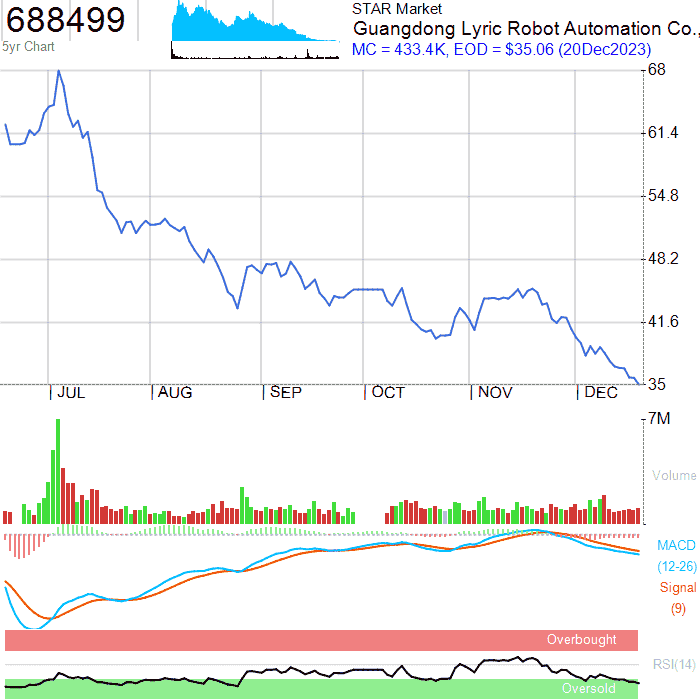 688499
5yr Chart
STAR Market
Guangdong Lyric Robot Automation Co.,
MC = 433.4K, EOD = $35.06 (20Dec2023)
68
61.4
54.8
48.2
41.6
35
JUL AUG SEP OCT NOV DEC
7M
Volume
MACD
(12-26)
Signal
(9)
Overbought
RSI(14)
Oversold